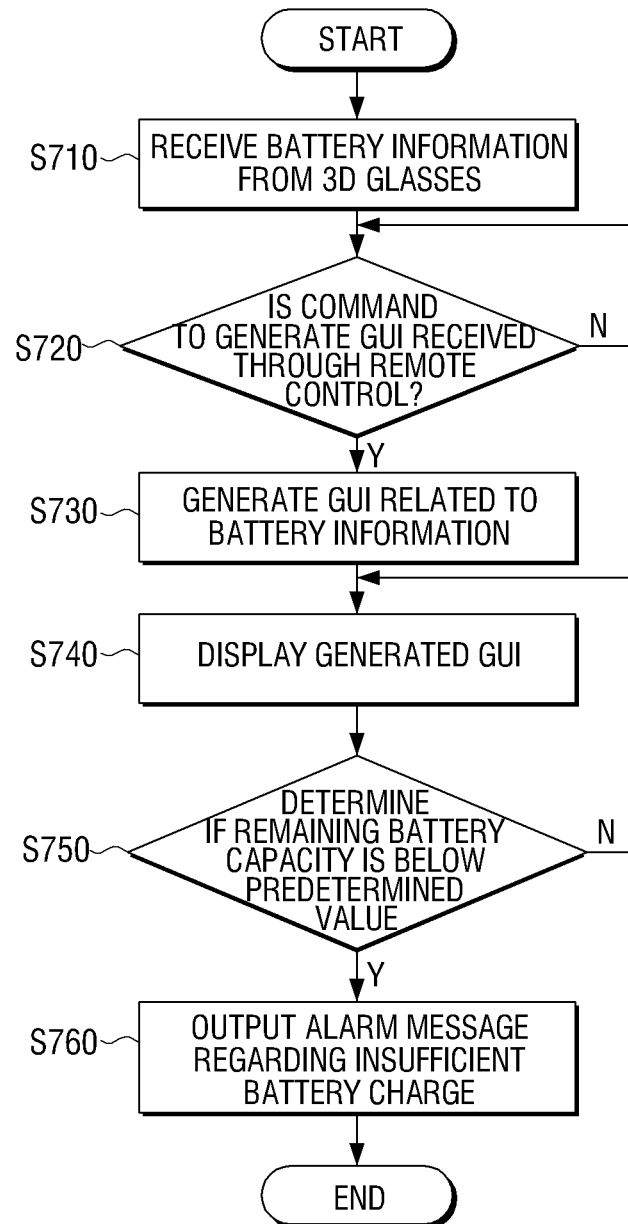 START
S710
RECEIVE BATTERY INFORMATION
FROM 3D GLASSES
S720
IS COMMAND
TO GENERATE GUI RECEIVED
THROUGH REMOTE
CONTROL?
N
Y
S730
GENERATE GUI RELATED TO
BATTERY INFORMATION
S740
DISPLAY GENERATED GUI
S750
DETERMINE
IF REMAINING BATTERY
CAPACITY IS BELOW
PREDETERMINED
VALUE
N
Y
S760
OUTPUT ALARM MESSAGE
REGARDING INSUFFICIENT
BATTERY CHARGE
END